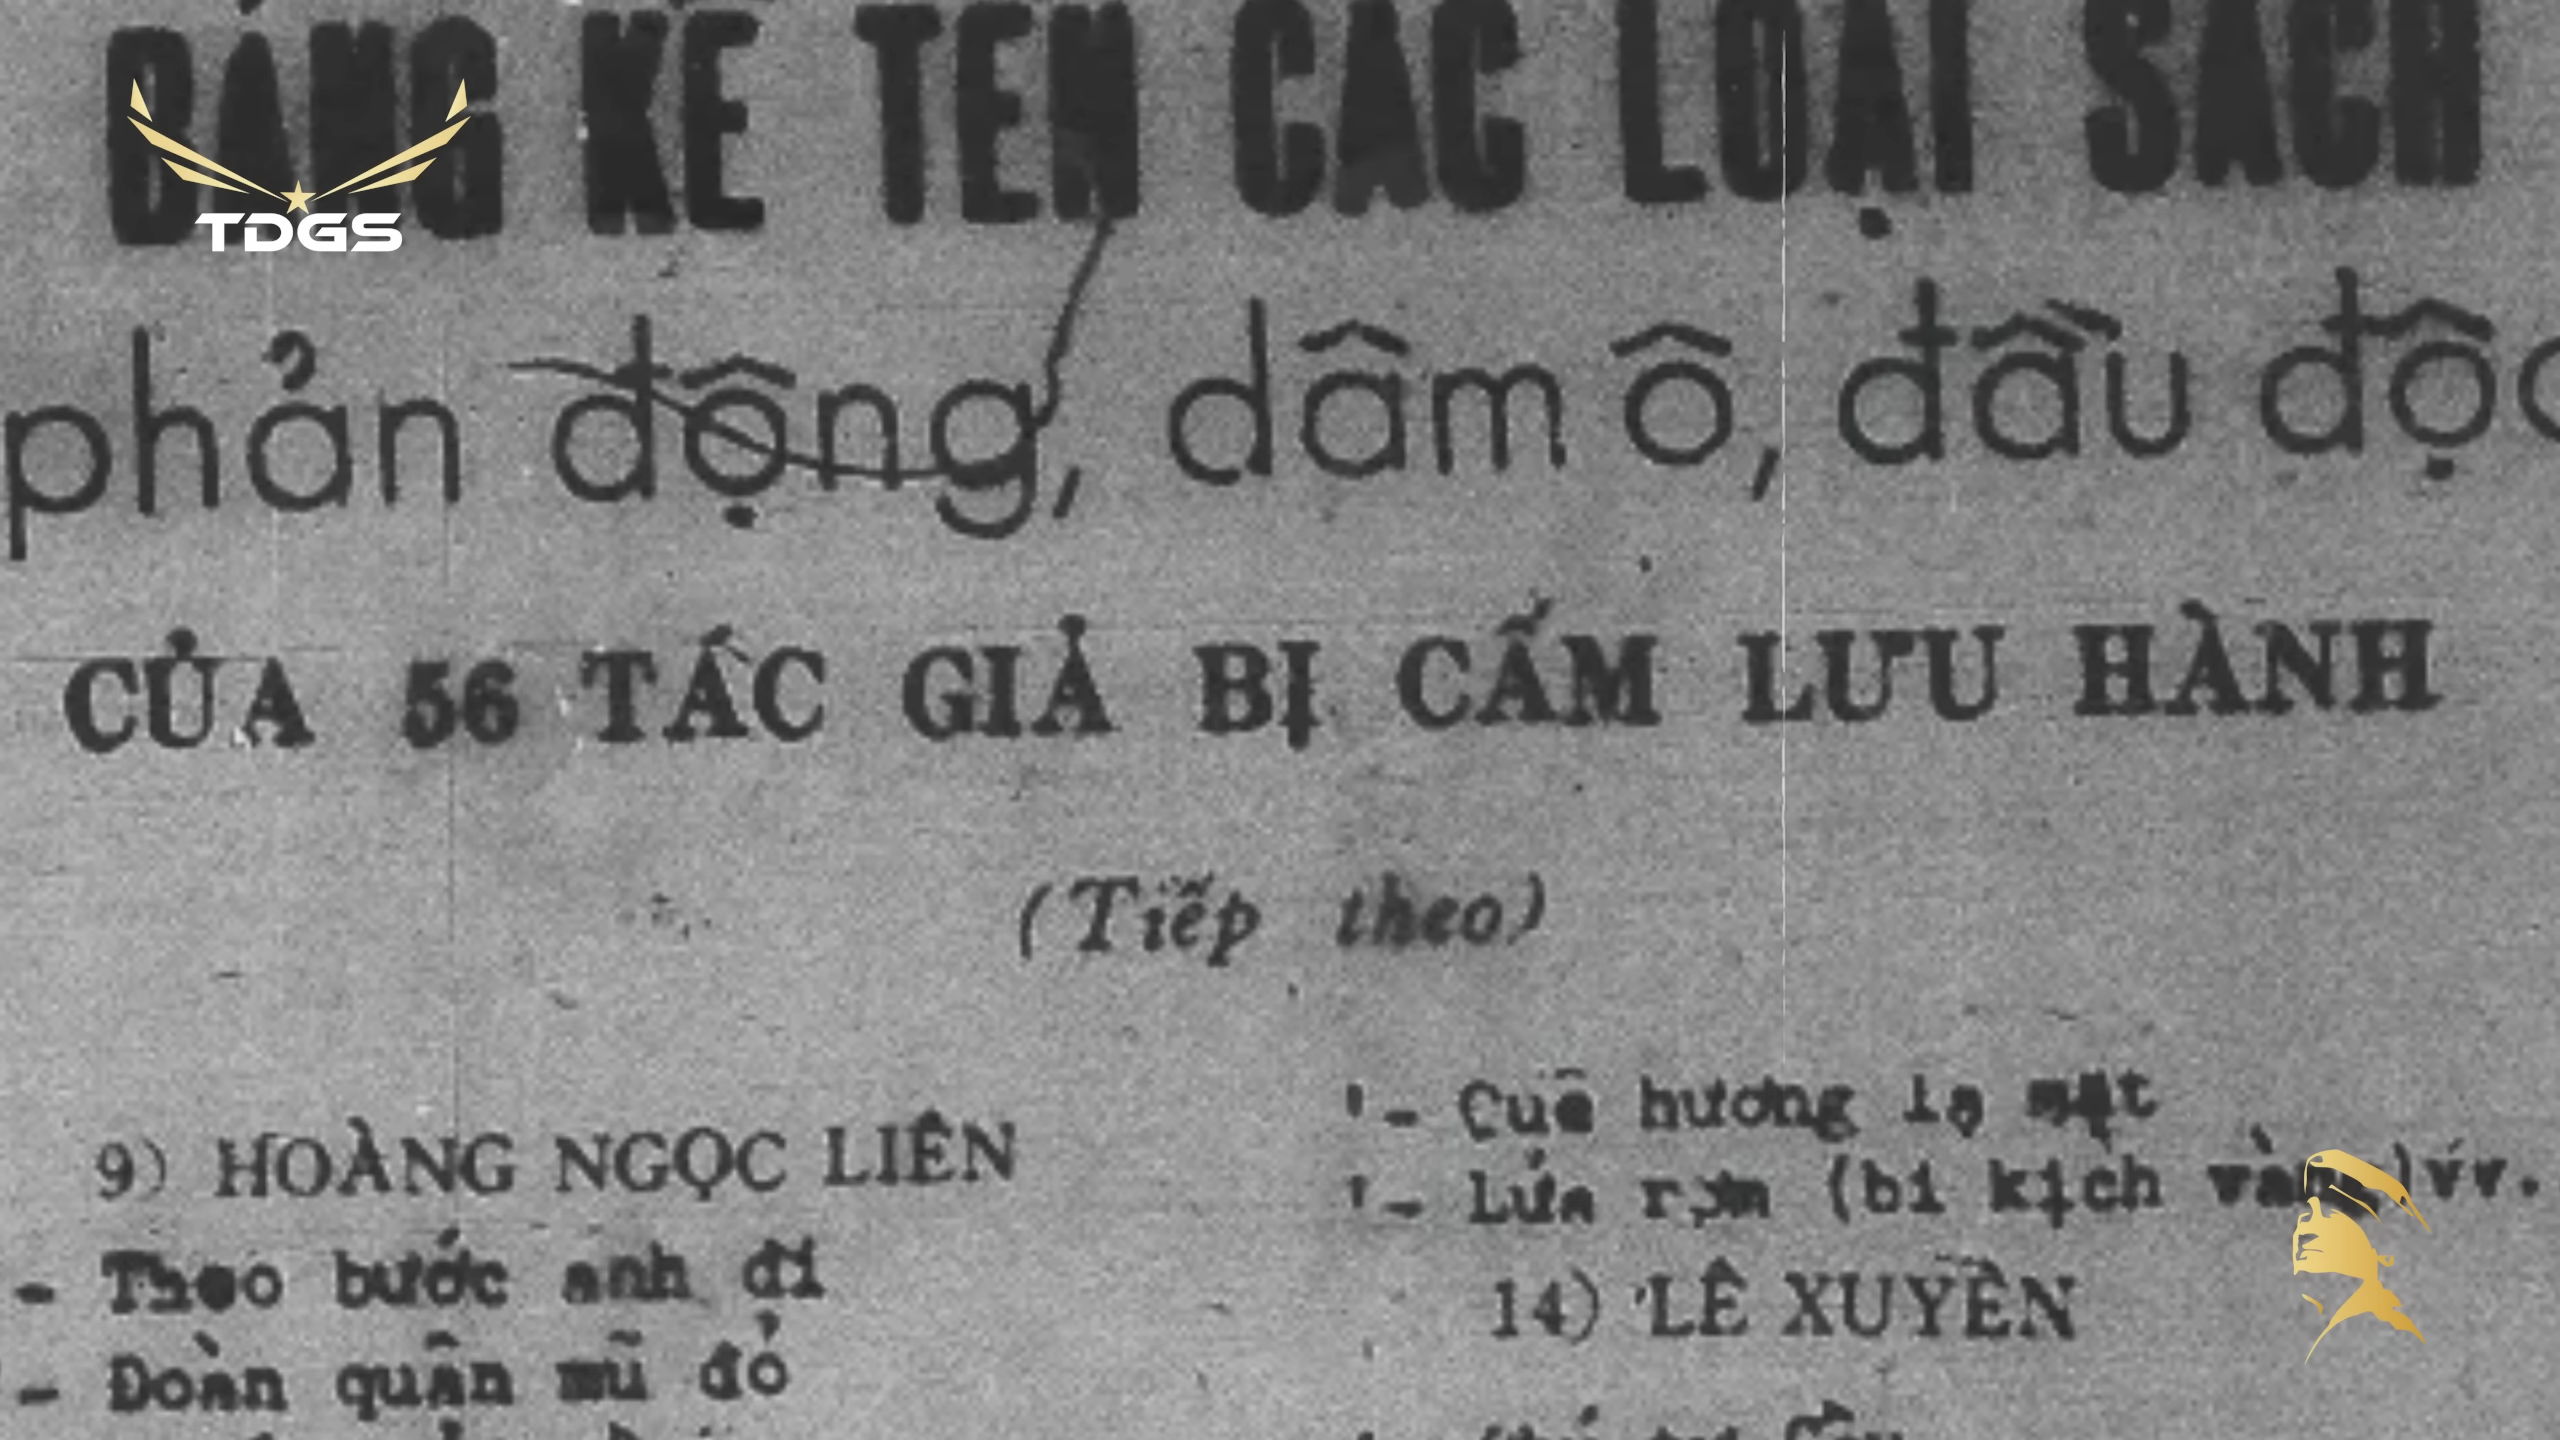 BẢNG KÊ TÊN CÁC LOẠI SÁCH
TDGS
phản động, dâm ô, đầu độc
CỦA 56 TÁC GIẢ BỊ CẤM LƯU HÀNH
(Tiếp theo)
9) HOÀNG NGỌC LIÊN
- Theo bước anh đi
- Đoàn quân mũ đỏ
- Quê hương lạ mặt
- Lửa rơm (bi kịch vv.
14) LÊ XUYÊN